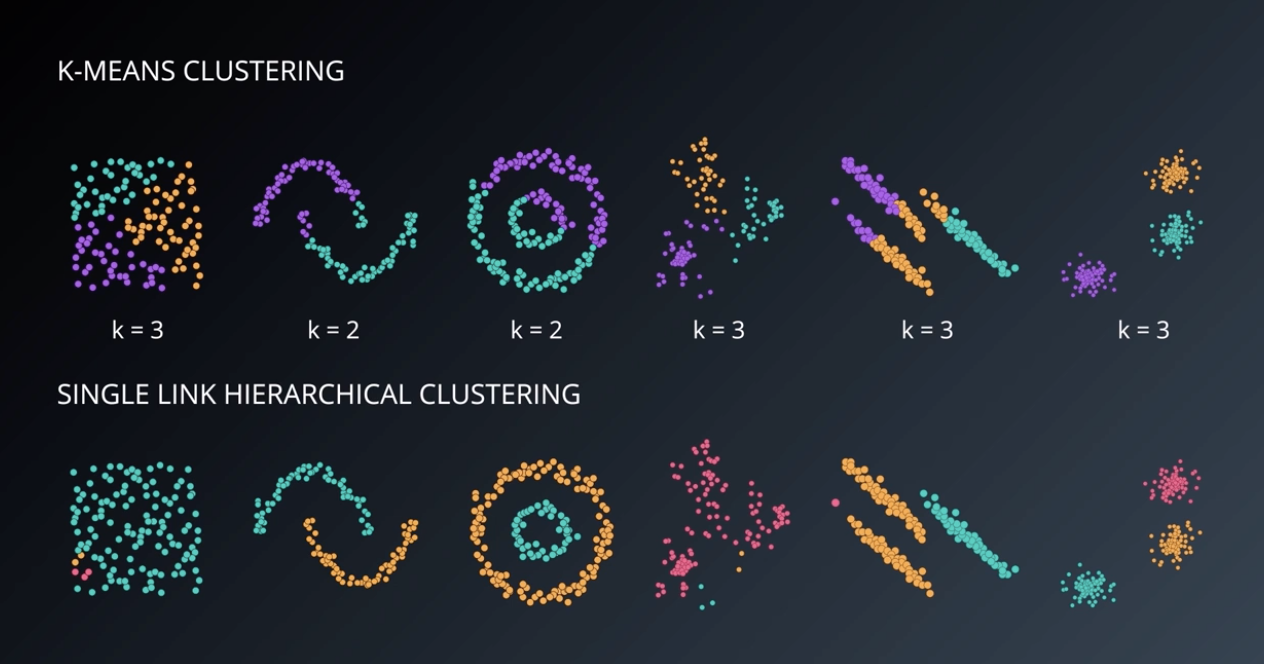 K-MEANS CLUSTERING
k = 3
k = 2
k = 2
k = 3
k = 3
k = 3
SINGLE LINK HIERARCHICAL CLUSTERING